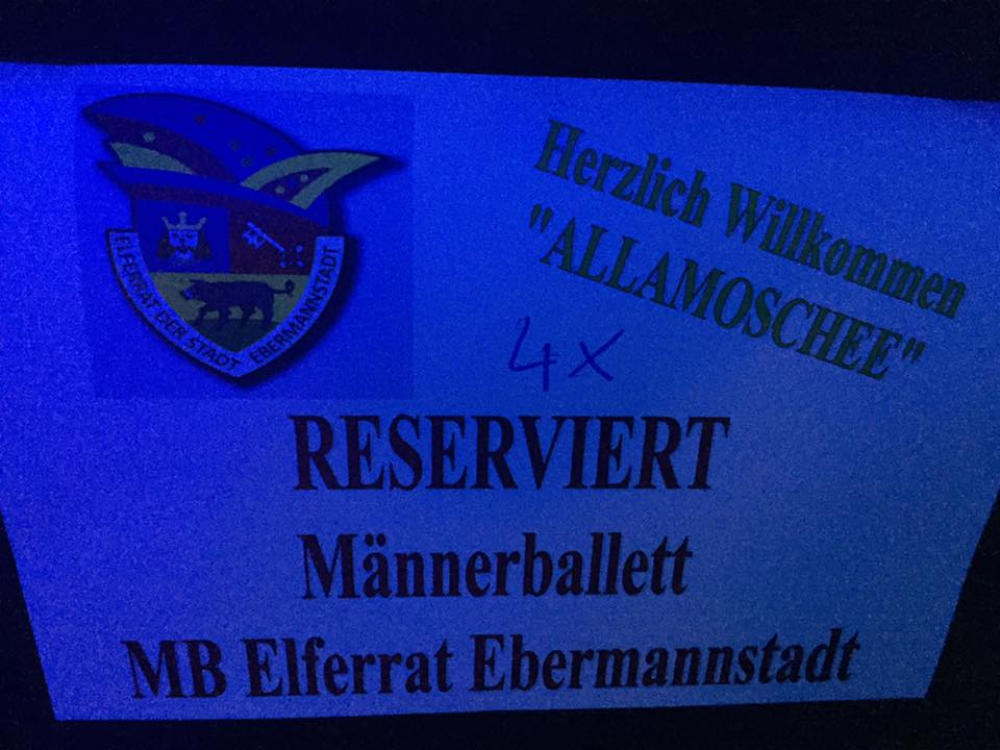 ELFERRAT DER STADT EBERMANNSTADT
Herzlich Willkommen
"ALLAMOSCHEE"
4x
RESERVIERT
Männerballett
MB Elferrat Ebermannstadt